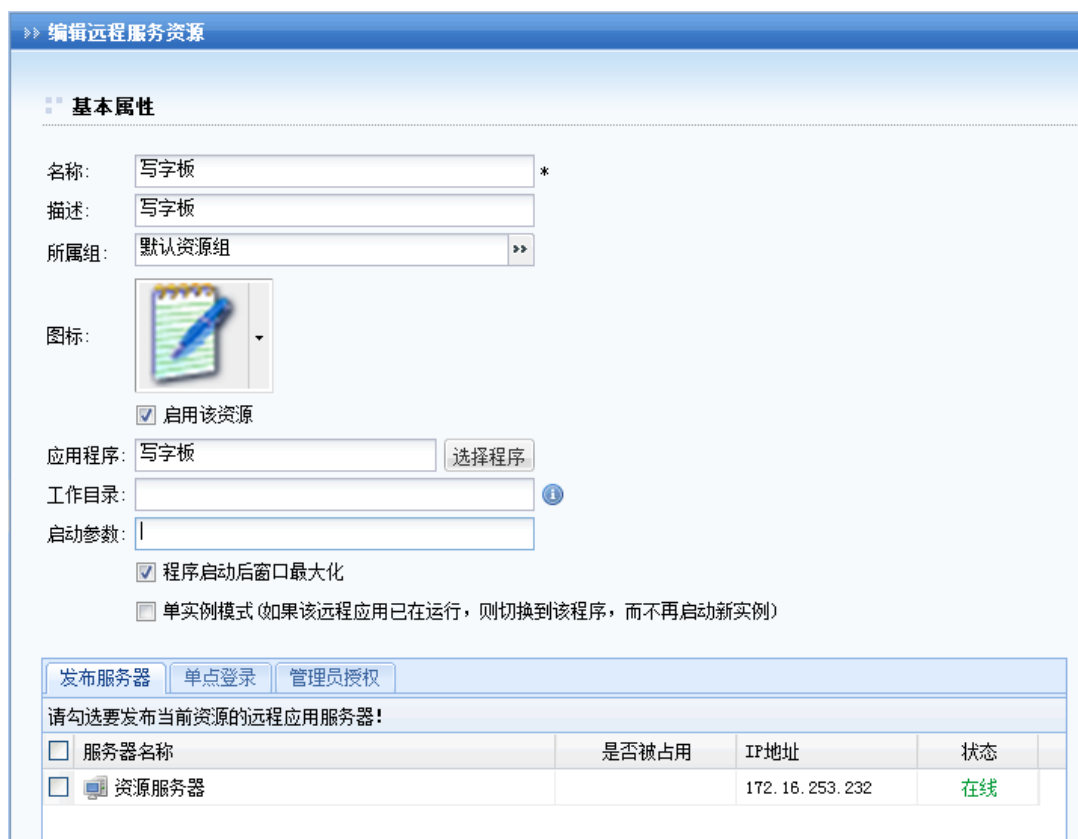 编辑远程服务资源
基本属性
名称: 写字板 *
描述: 写字板
所属组: 默认资源组
图标:
启用该资源
应用程序: 写字板 选择程序
工作目录:
启动参数:
程序启动后窗口最大化
单实例模式(如果该远程应用已在运行，则切换到该程序，而不再启动新实例)
发布服务器 单点登录 管理员授权
请勾选要发布当前资源的远程应用服务器!
服务器名称 是否被占用 IP地址 状态
资源服务器 172.16.253.232 在线